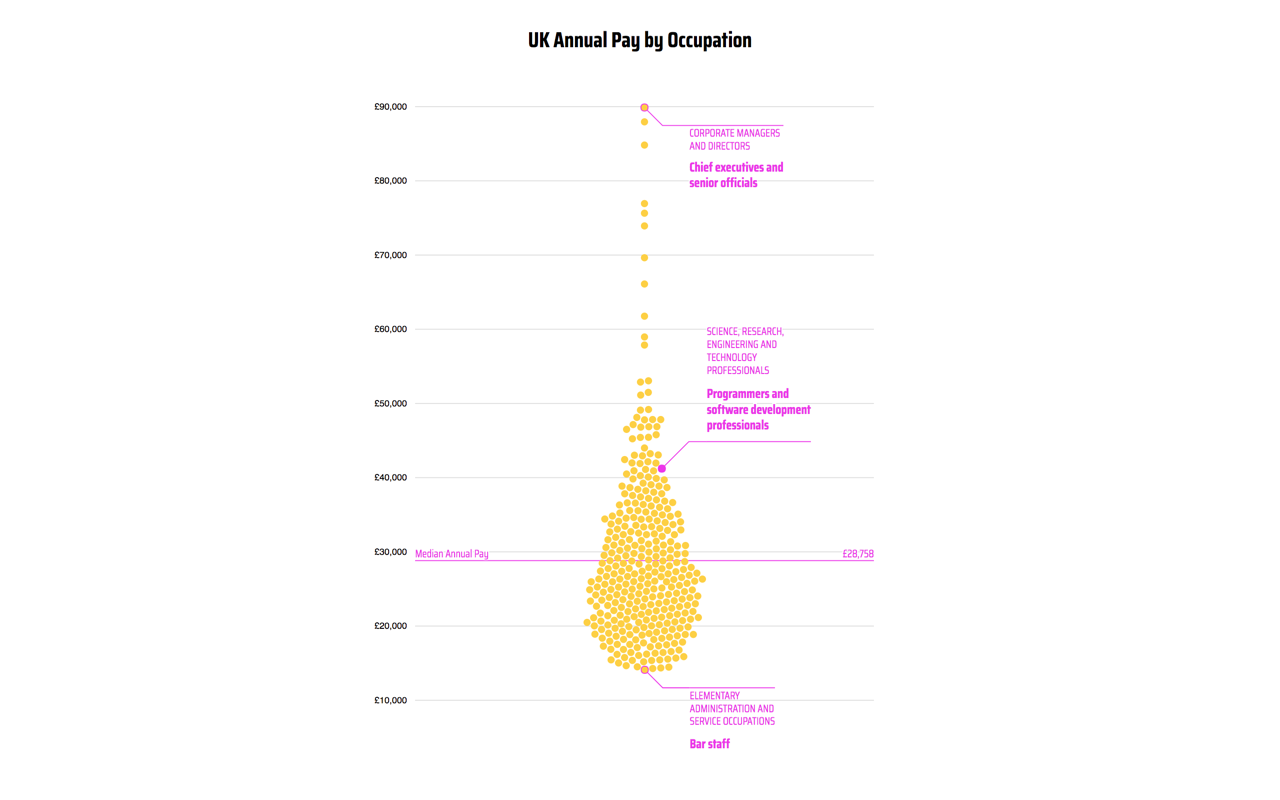 UK Annual Pay by Occupation
£90,000
CORPORATE MANAGERS
AND DIRECTORS
Chief executives and
senior officials
£80,000
£70,000
£60,000
SCIENCE, RESEARCH,
ENGINEERING AND
TECHNOLOGY
PROFESSIONALS
Programmers and
software development
professionals
£50,000
£40,000
£30,000
Median Annual Pay
£28,758
£20,000
£10,000
ELEMENTARY
ADMINISTRATION AND
SERVICE OCCUPATIONS
Bar staff